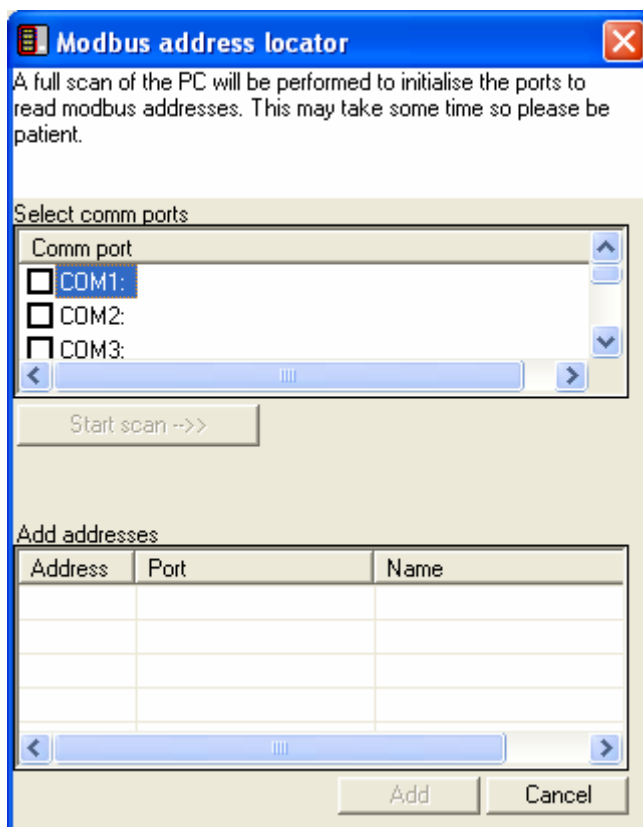 Modbus address locator
A full scan of the PC will be performed to initialise the ports to
read modbus addresses. This may take some time so please be
patient.
Select comm ports
Comm port
COM1:
COM2:
COM3:
Start scan -->>
Add addresses
Address Port Name
Add Cancel